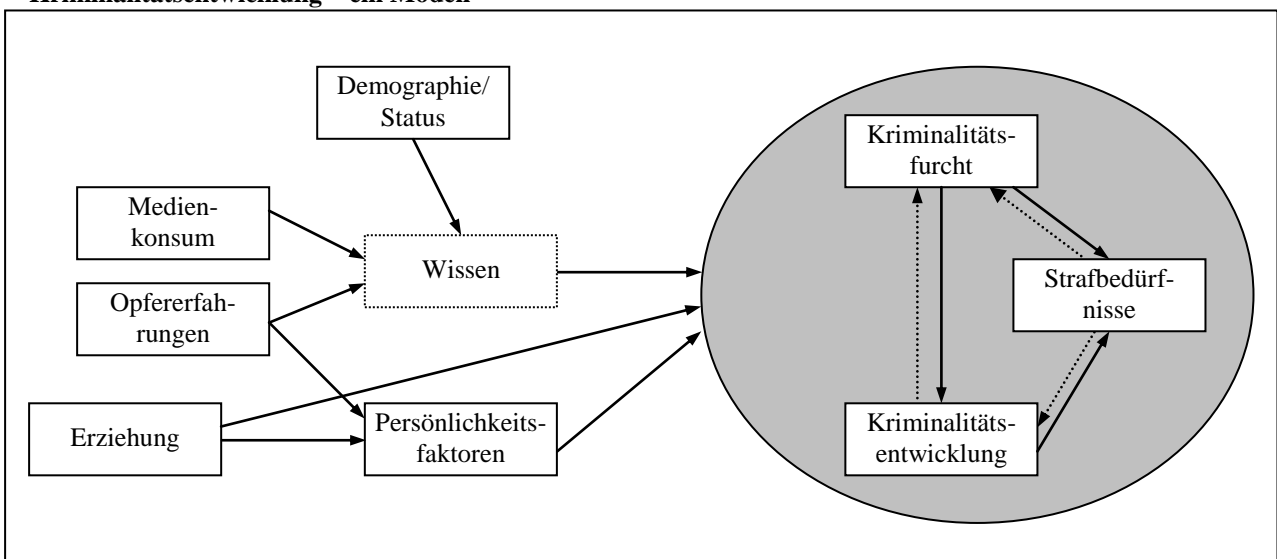 Kriminalitätsentwicklung – ein Modell
Demographie/
Status
Kriminalitäts-
furcht
Medien-
konsum
Wissen
Strafbedürf-
nisse
Opfererfah-
rungen
Erziehung
Persönlichkeits-
faktoren
Kriminalitäts-
entwicklung